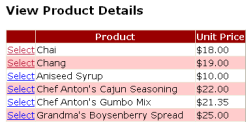 View Product Details
Product Unit Price
Select Chai $18.00
Select Chang $19.00
Select Aniseed Syrup $10.00
Select Chef Anton's Cajun Seasoning $22.00
Select Chef Anton's Gumbo Mix $21.35
Select Grandma's Boysenberry Spread $25.00